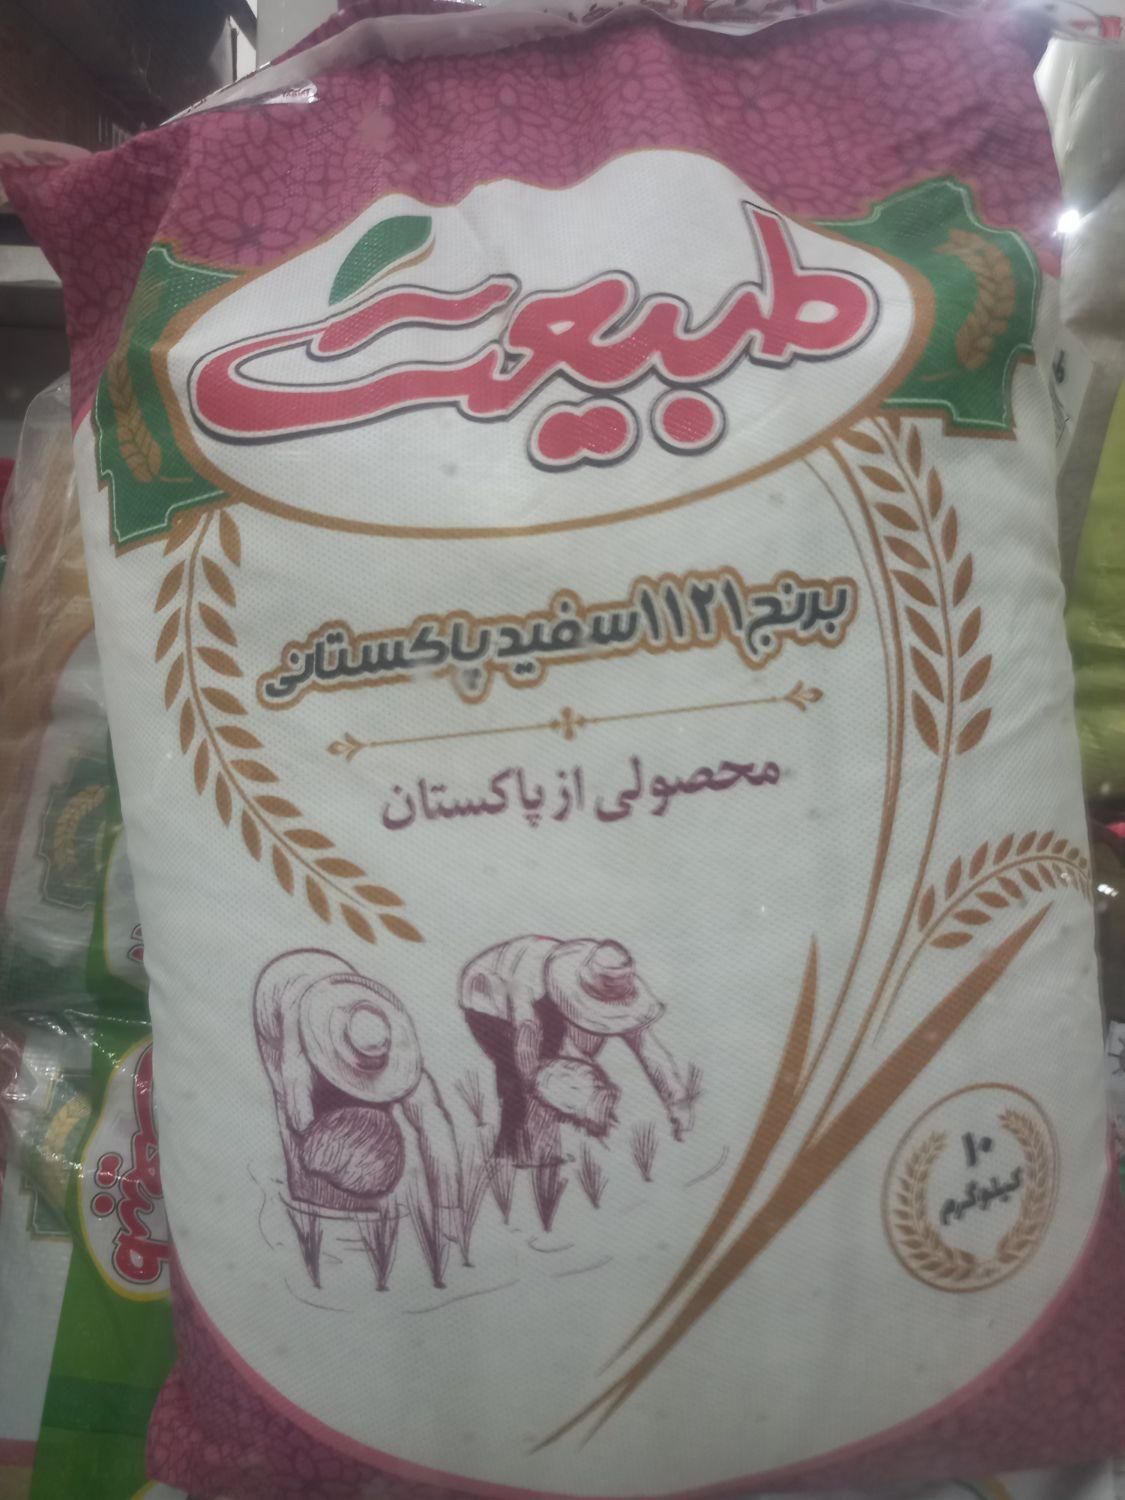 طبیعت
برنج ۱۱۲۱ سفید پاکستانی
محصولی از پاکستان
۱۰
کیلوگرم